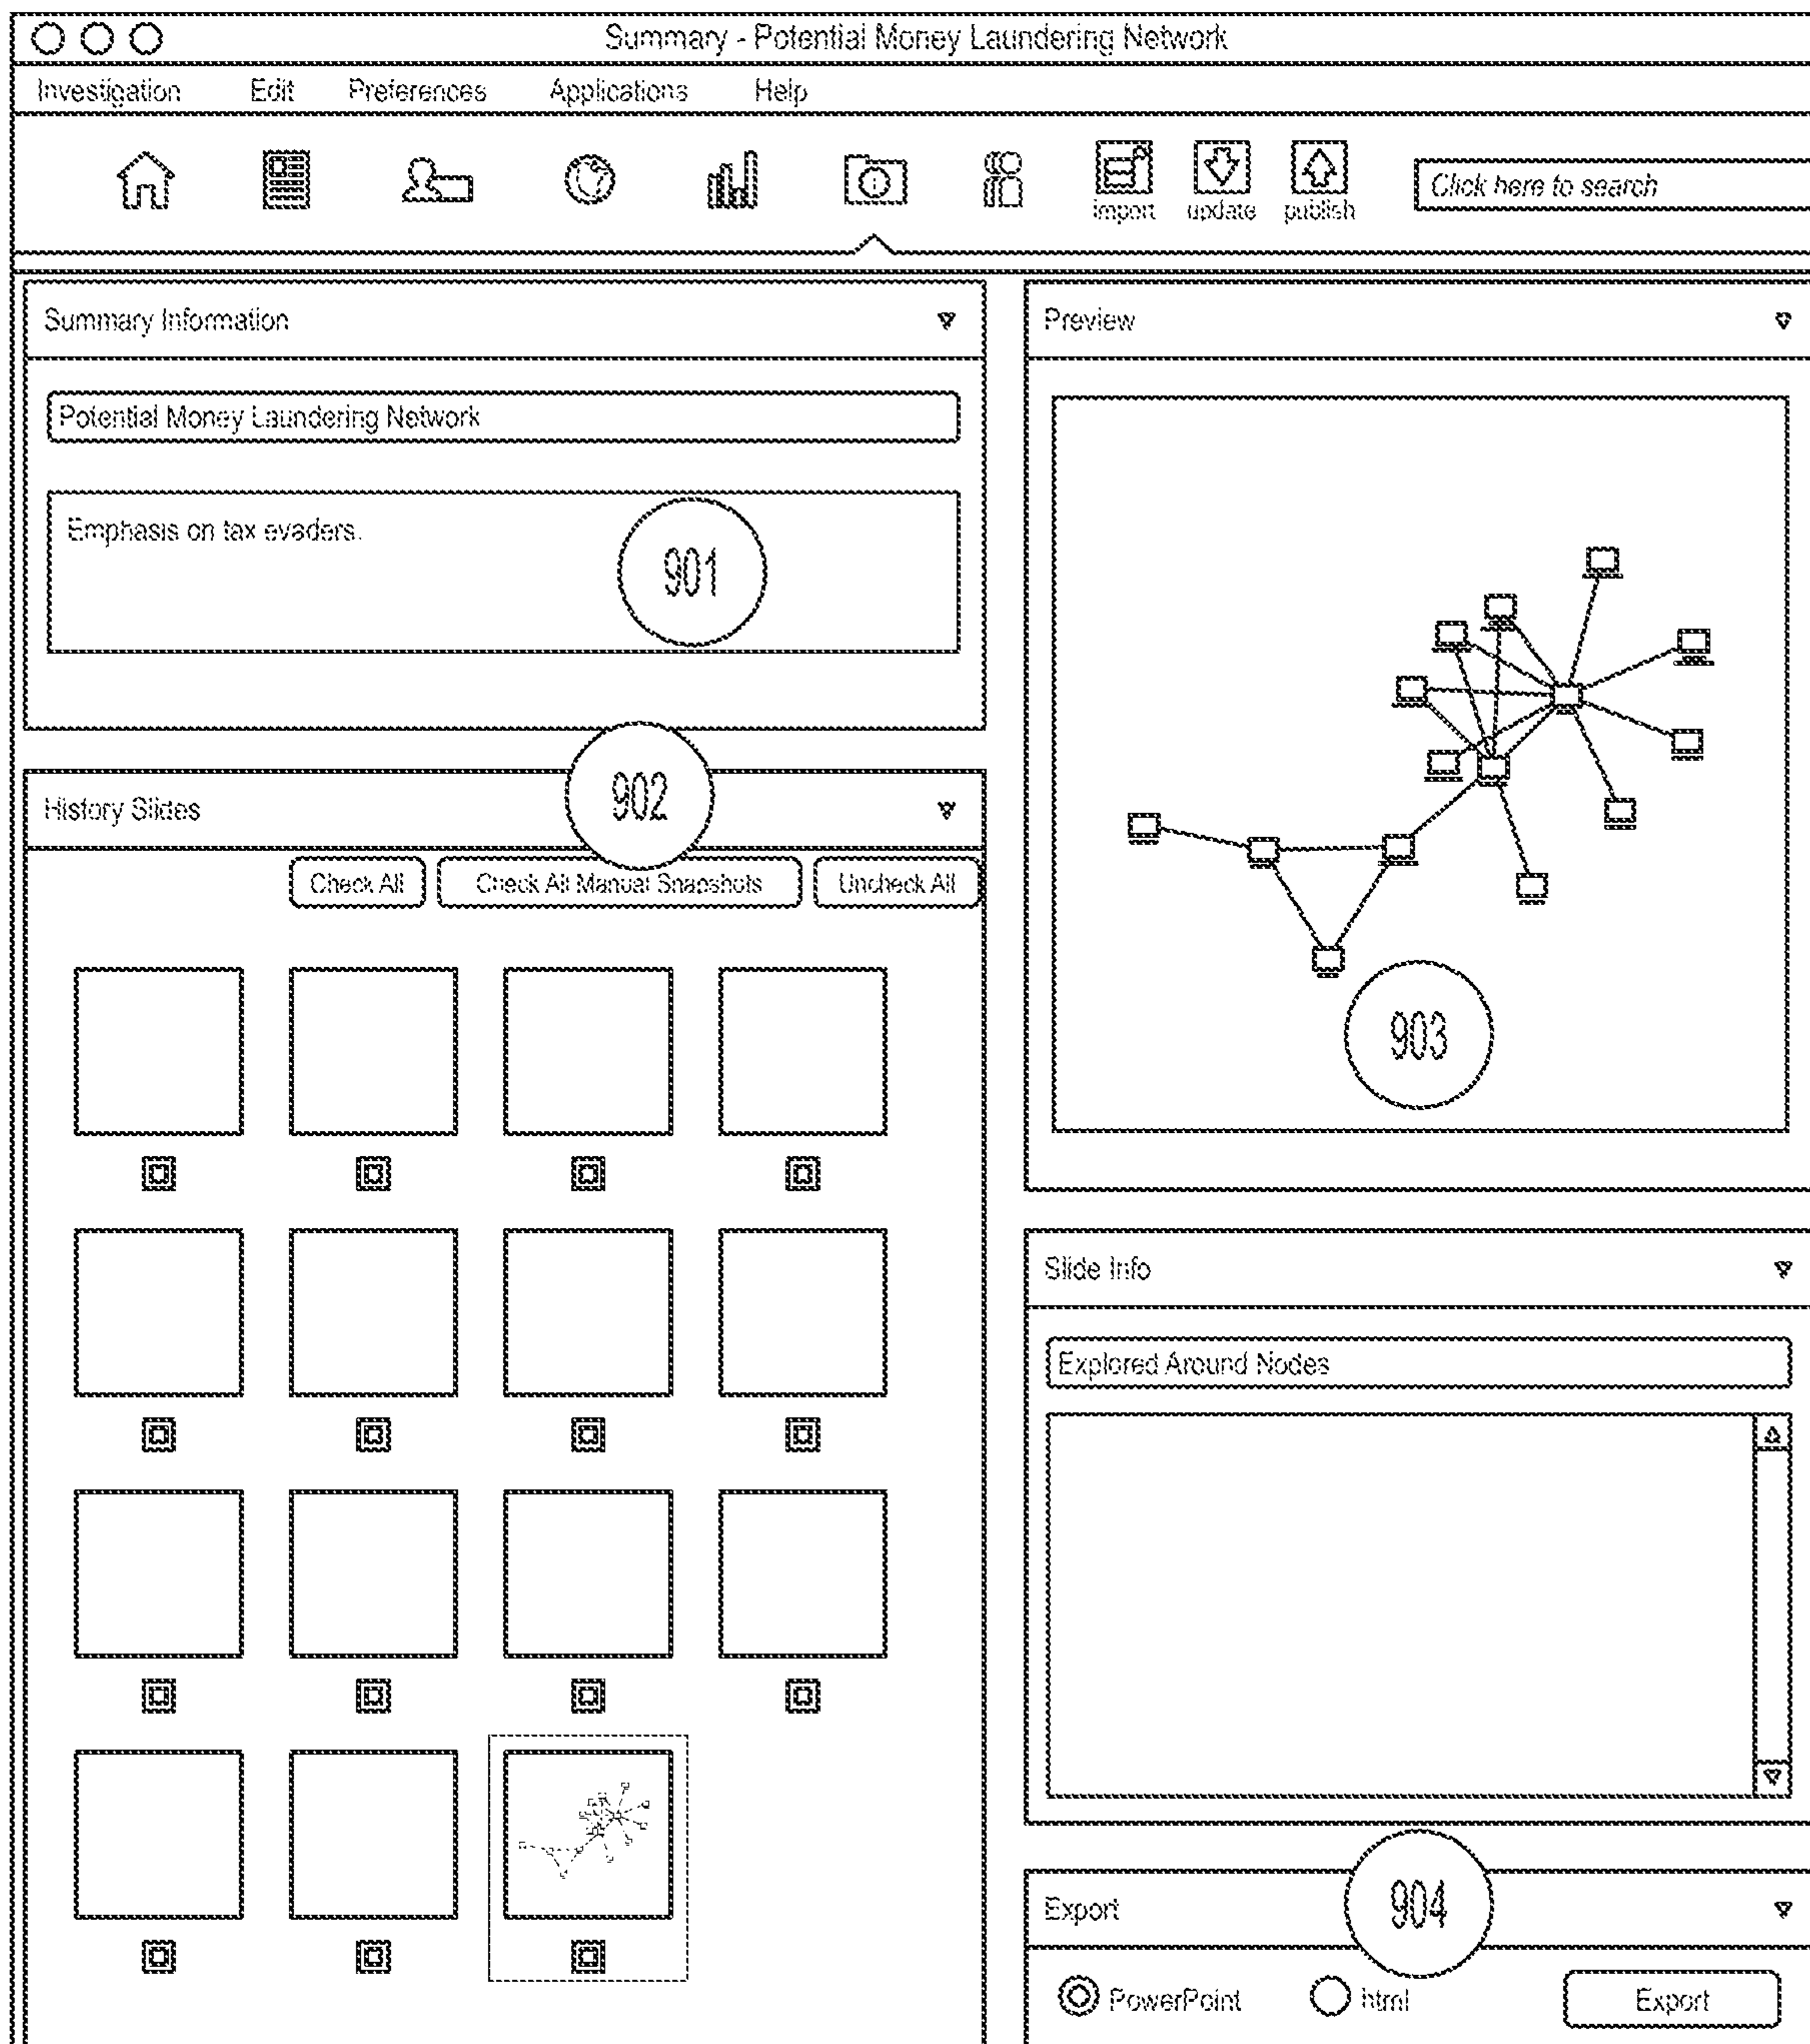 Summary - Potential Money Laundering Network
Investigation Edit Preferences Applications Help
import update publish Click here to search
Summary Information
Potential Money Laundering Network
Emphasis on tax evaders.
901
902
History Slides
Check All Check All Manual Snapshots Uncheck All
Preview
903
Slide Info
Explored Around Nodes
904
Export
PowerPoint html Export